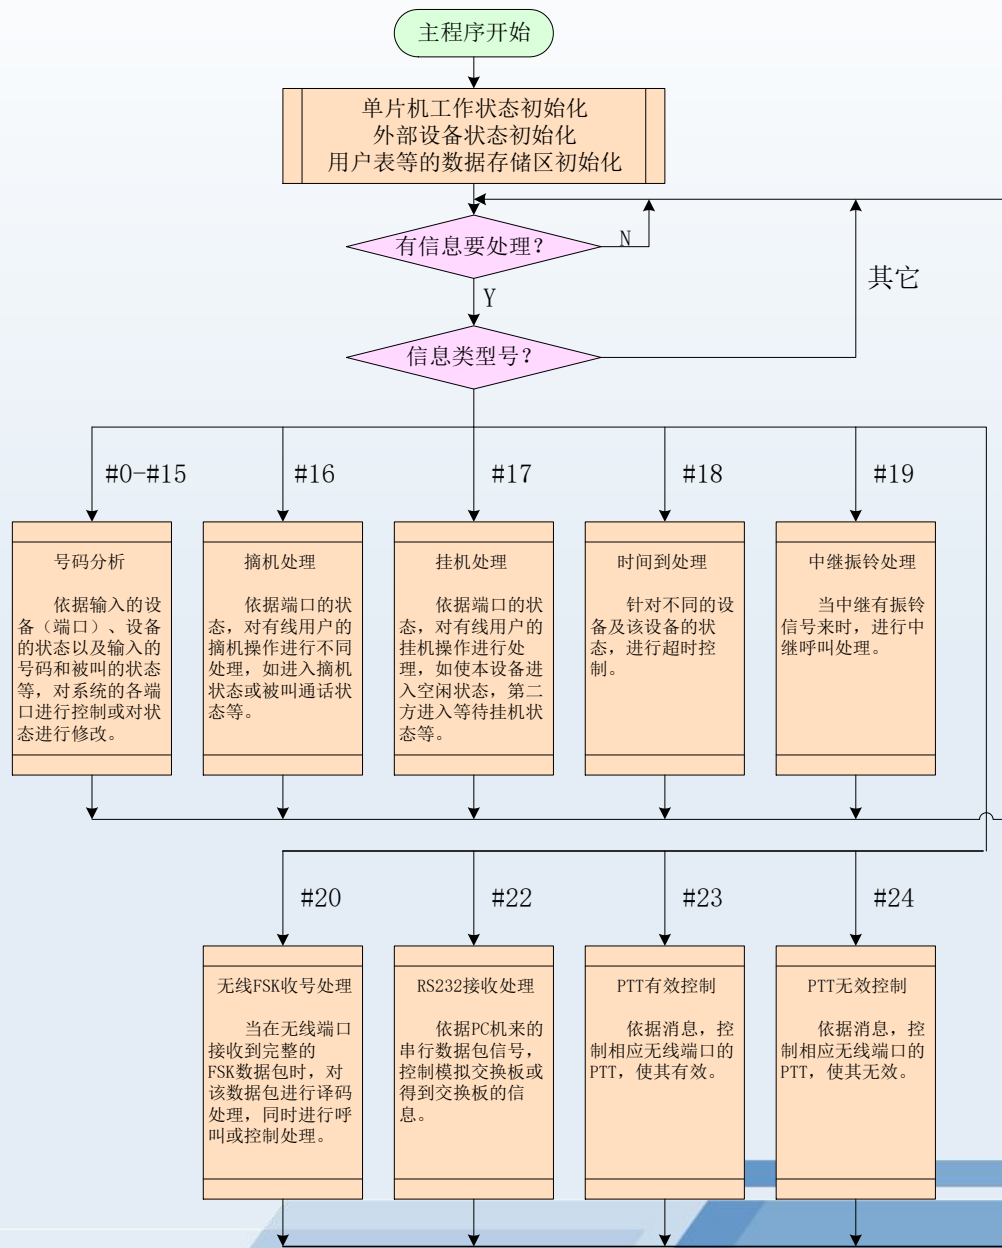 主程序开始
单片机工作状态初始化
外部设备状态初始化
用户表等的数据存储区初始化
有信息要处理？
N
其它
Y
信息类型号？
#0-#15
#16
#17
#18
#19
号码分析
依据输入的设
备（端口）、设备
的状态以及输入的
号码和被叫的状态
等，对系统的各端
口进行控制或对状
态进行修改。
摘机处理
依据端口的状
态，对有线用户的
摘机操作进行不同
处理，如进入摘机
状态或被叫通话状
态等。
挂机处理
依据端口的状
态，对有线用户的
挂机操作进行处
理，如使本设备进
入空闲状态，第二
方进入等待挂机状
态等。
时间到处理
针对不同的设
备及该设备的状
态，进行超时控
制。
中继振铃处理
当中继有振铃
信号来时，进行中
继呼叫处理。
#20
#22
#23
#24
无线FSK收号处理
当在无线端口
接收到完整的
FSK数据包时，对
该数据包进行译码
处理，同时进行呼
叫或控制处理。
RS232接收处理
依据PC机来的
串行数据包信号，
控制模拟交换板或
得到交换板的信
息。
PTT有效控制
依据消息，控
制相应无线端口的
PTT，使其有效。
PTT无效控制
依据消息，控
制相应无线端口的
PTT，使其无效。